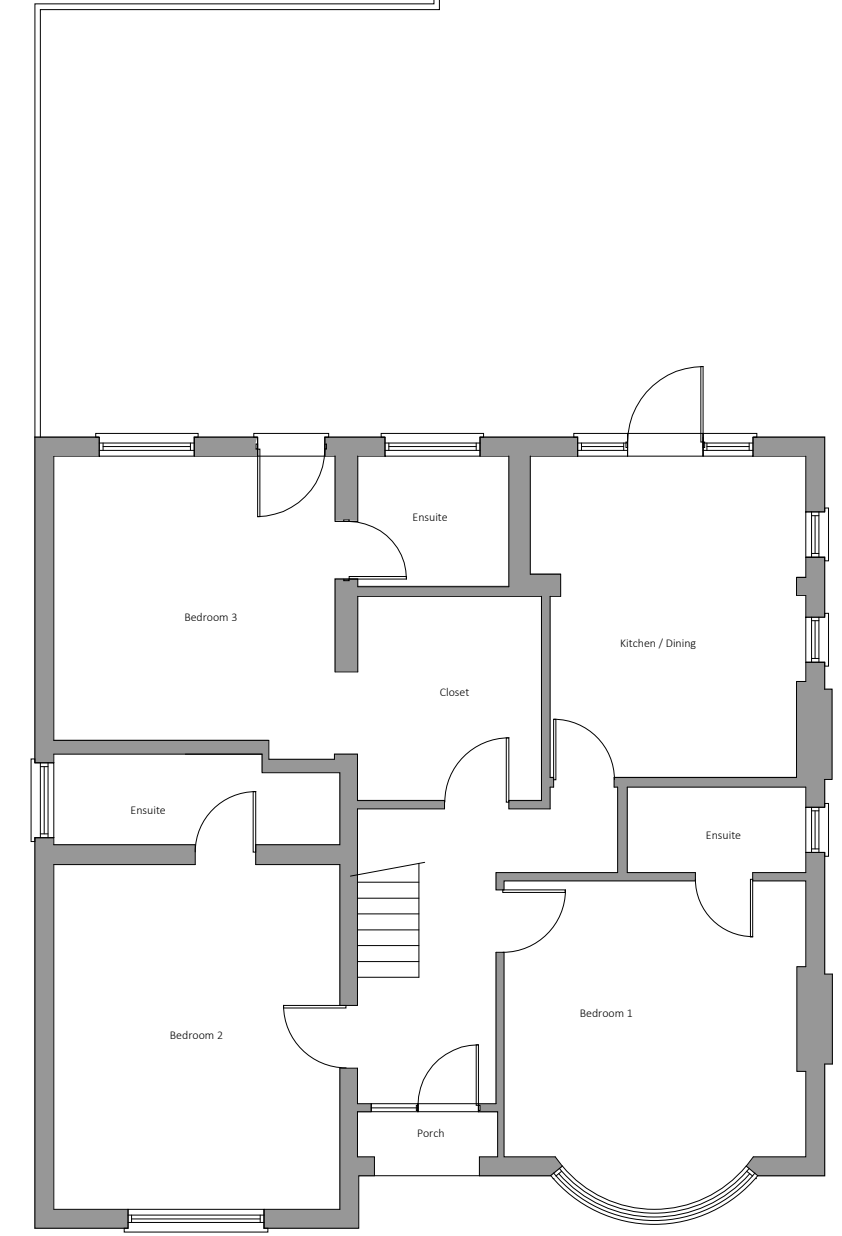 Ensuite
Bedroom 3
Kitchen / Dining
Closet
Ensuite
Ensuite
Bedroom 1
Bedroom 2
Porch